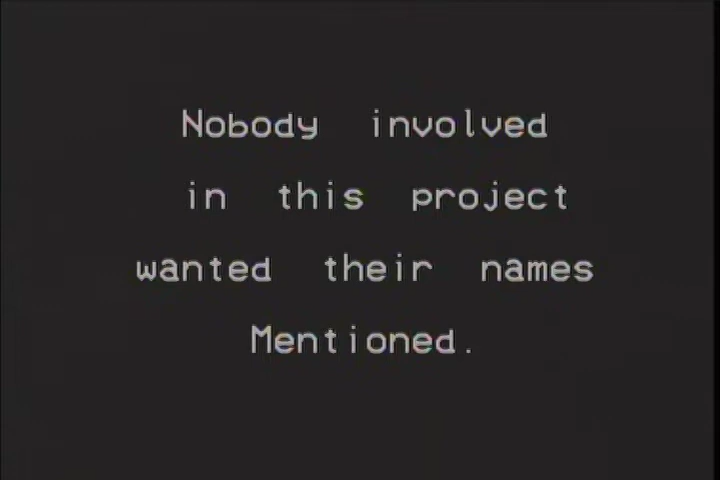 Nobody involved
in this project
wanted their names
Mentioned.